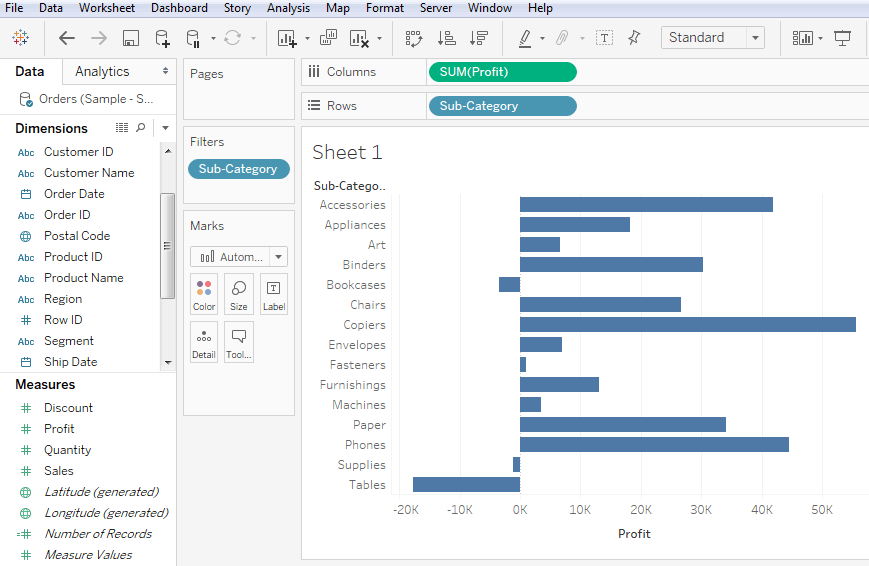 File Data Worksheet Dashboard Story Analysis Map Format Server Window Help
Standard
Data Analytics
Orders (Sample - S...
Dimensions
Abc Customer ID
Abc Customer Name
Order Date
Abc Order ID
Postal Code
Abc Product ID
Abc Product Name
Abc Region
Row ID
Abc Segment
Ship Date
Measures
Discount
Profit
Quantity
Sales
Latitude (generated)
Longitude (generated)
Number of Records
Measure Values
Pages
Filters
Sub-Category
Marks
Autom...
Color Size Label
Detail Tool...
Columns SUM(Profit)
Rows Sub-Category
Sheet 1
Sub-Catego..
Accessories
Appliances
Art
Binders
Bookcases
Chairs
Copiers
Envelopes
Fasteners
Furnishings
Machines
Paper
Phones
Supplies
Tables
-20K -10K 0K 10K 20K 30K 40K 50K
Profit